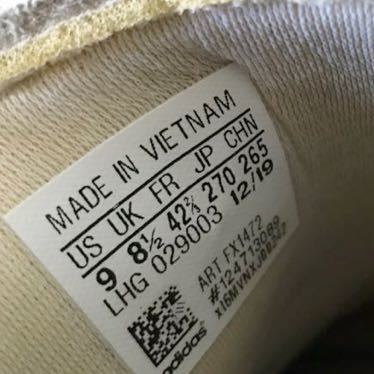 MADE IN VIETNAM
US UK FR JP CHN
9 8½ 42⅔ 270 265
LHG 029003 12/19
ART FX1472
#124713089
adidas